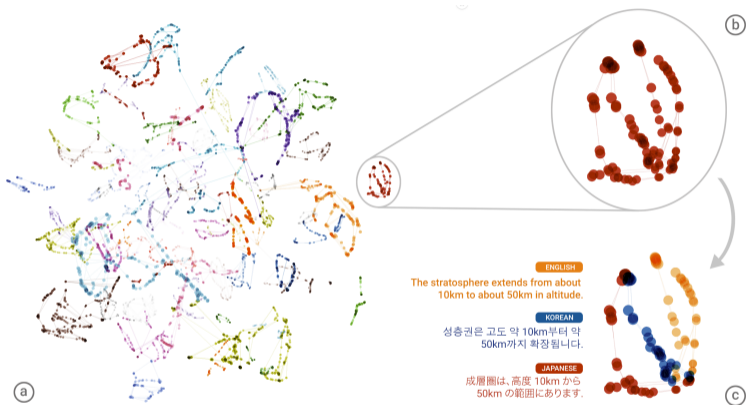 b
ENGLISH
The stratosphere extends from about
10km to about 50km in altitude.
KOREAN
성층권은 고도 약 10km부터 약
50km까지 확장됩니다.
JAPANESE
成層圏は、高度 10km から
50km の範囲にあります。
a
c